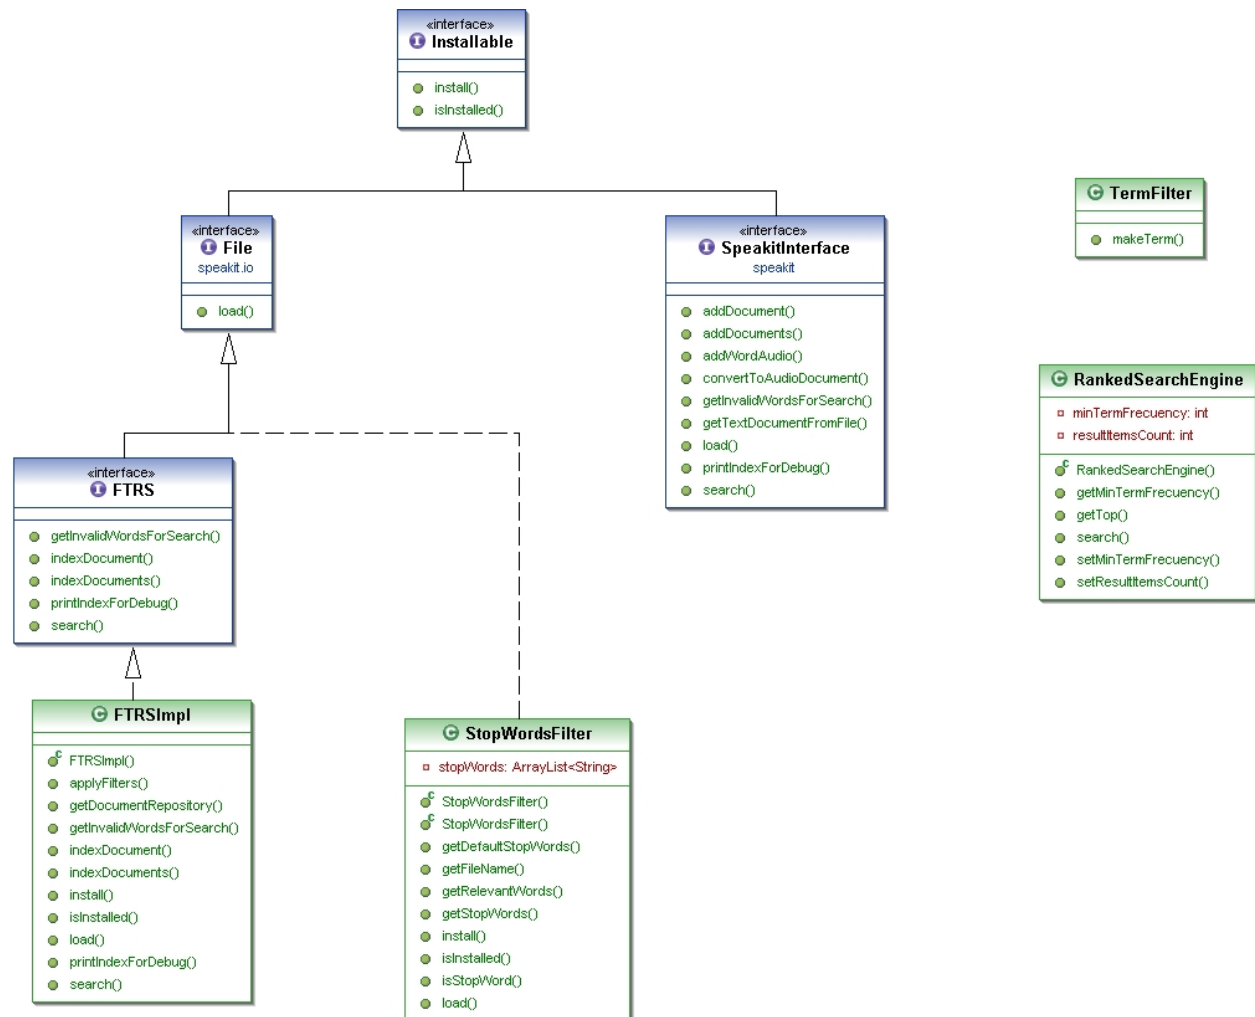 «interface»
Installable
install()
isInstalled()
«interface»
File
speakit.io
load()
«interface»
SpeakitInterface
speakit
addDocument()
addDocuments()
addWordAudio()
convertToAudioDocument()
getInvalidWordsForSearch()
getTextDocumentFromFile()
load()
printIndexForDebug()
search()
TermFilter
makeTerm()
RankedSearchEngine
minTermFrecuency: int
resultItemsCount: int
RankedSearchEngine()
getMinTermFrecuency()
getTop()
search()
setMinTermFrecuency()
setResultItemsCount()
«interface»
FTRS
getInvalidWordsForSearch()
indexDocument()
indexDocuments()
printIndexForDebug()
search()
FTRSImpl
FTRSImpl()
applyFilters()
getDocumentRepository()
getInvalidWordsForSearch()
indexDocument()
indexDocuments()
install()
isInstalled()
load()
printIndexForDebug()
search()
StopWordsFilter
stopWords: ArrayList<String>
StopWordsFilter()
StopWordsFilter()
getDefaultStopWords()
getFileName()
getRelevantWords()
getStopWords()
install()
isInstalled()
isStopWord()
load()